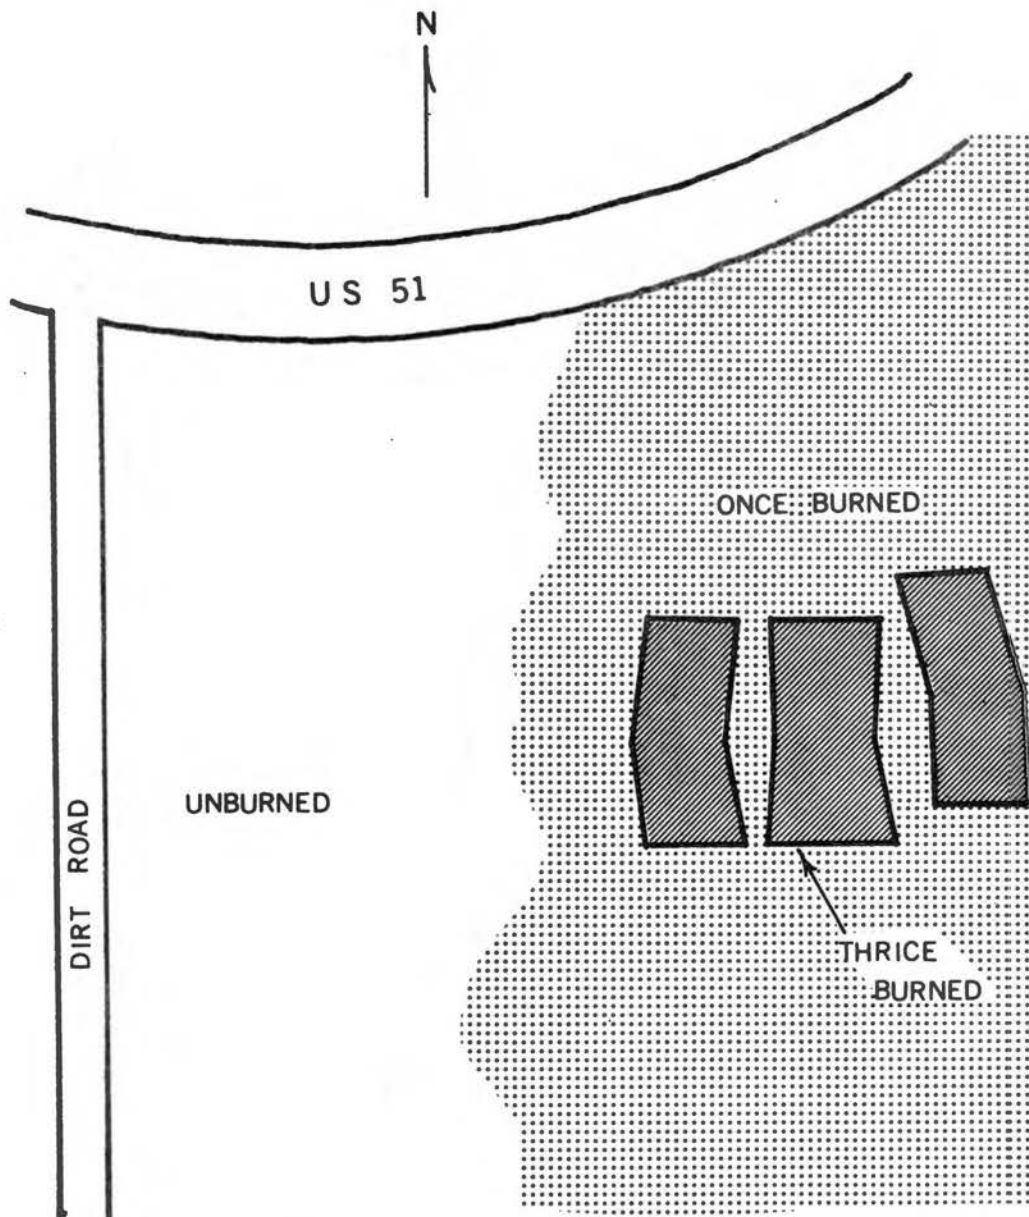 N
US 51
ONCE BURNED
UNBURNED
DIRT ROAD
THRICE
BURNED